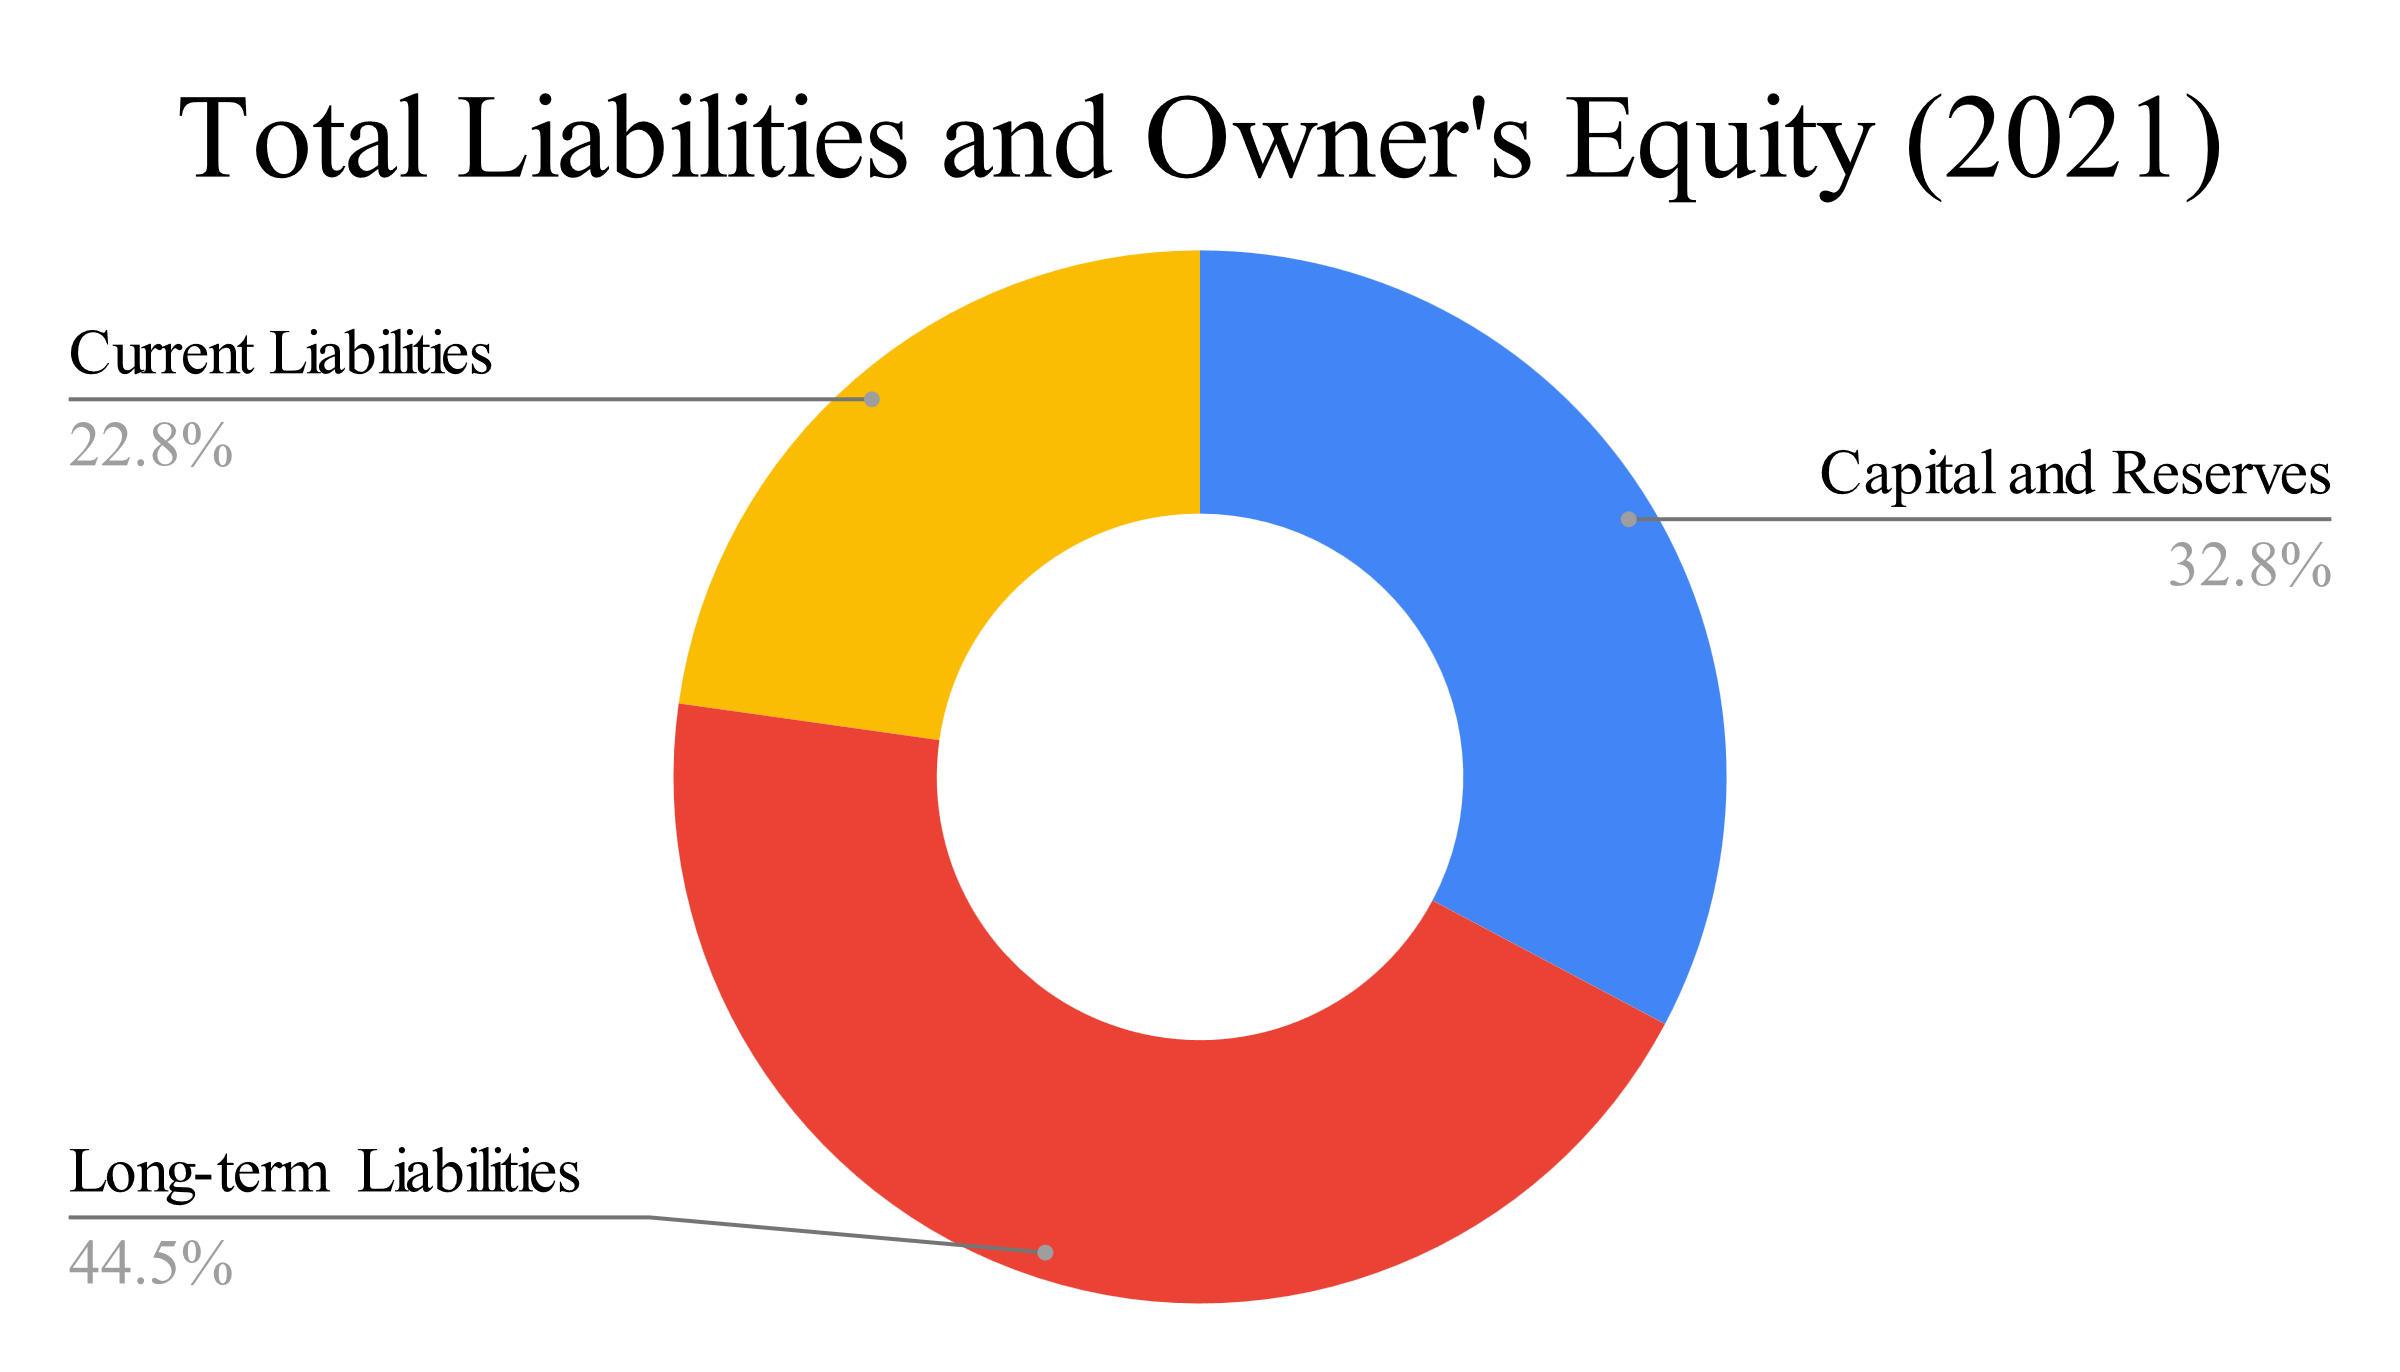 Total Liabilities and Owner's Equity (2021)
Current Liabilities
22.8%
Capital and Reserves
32.8%
Long-term Liabilities
44.5%